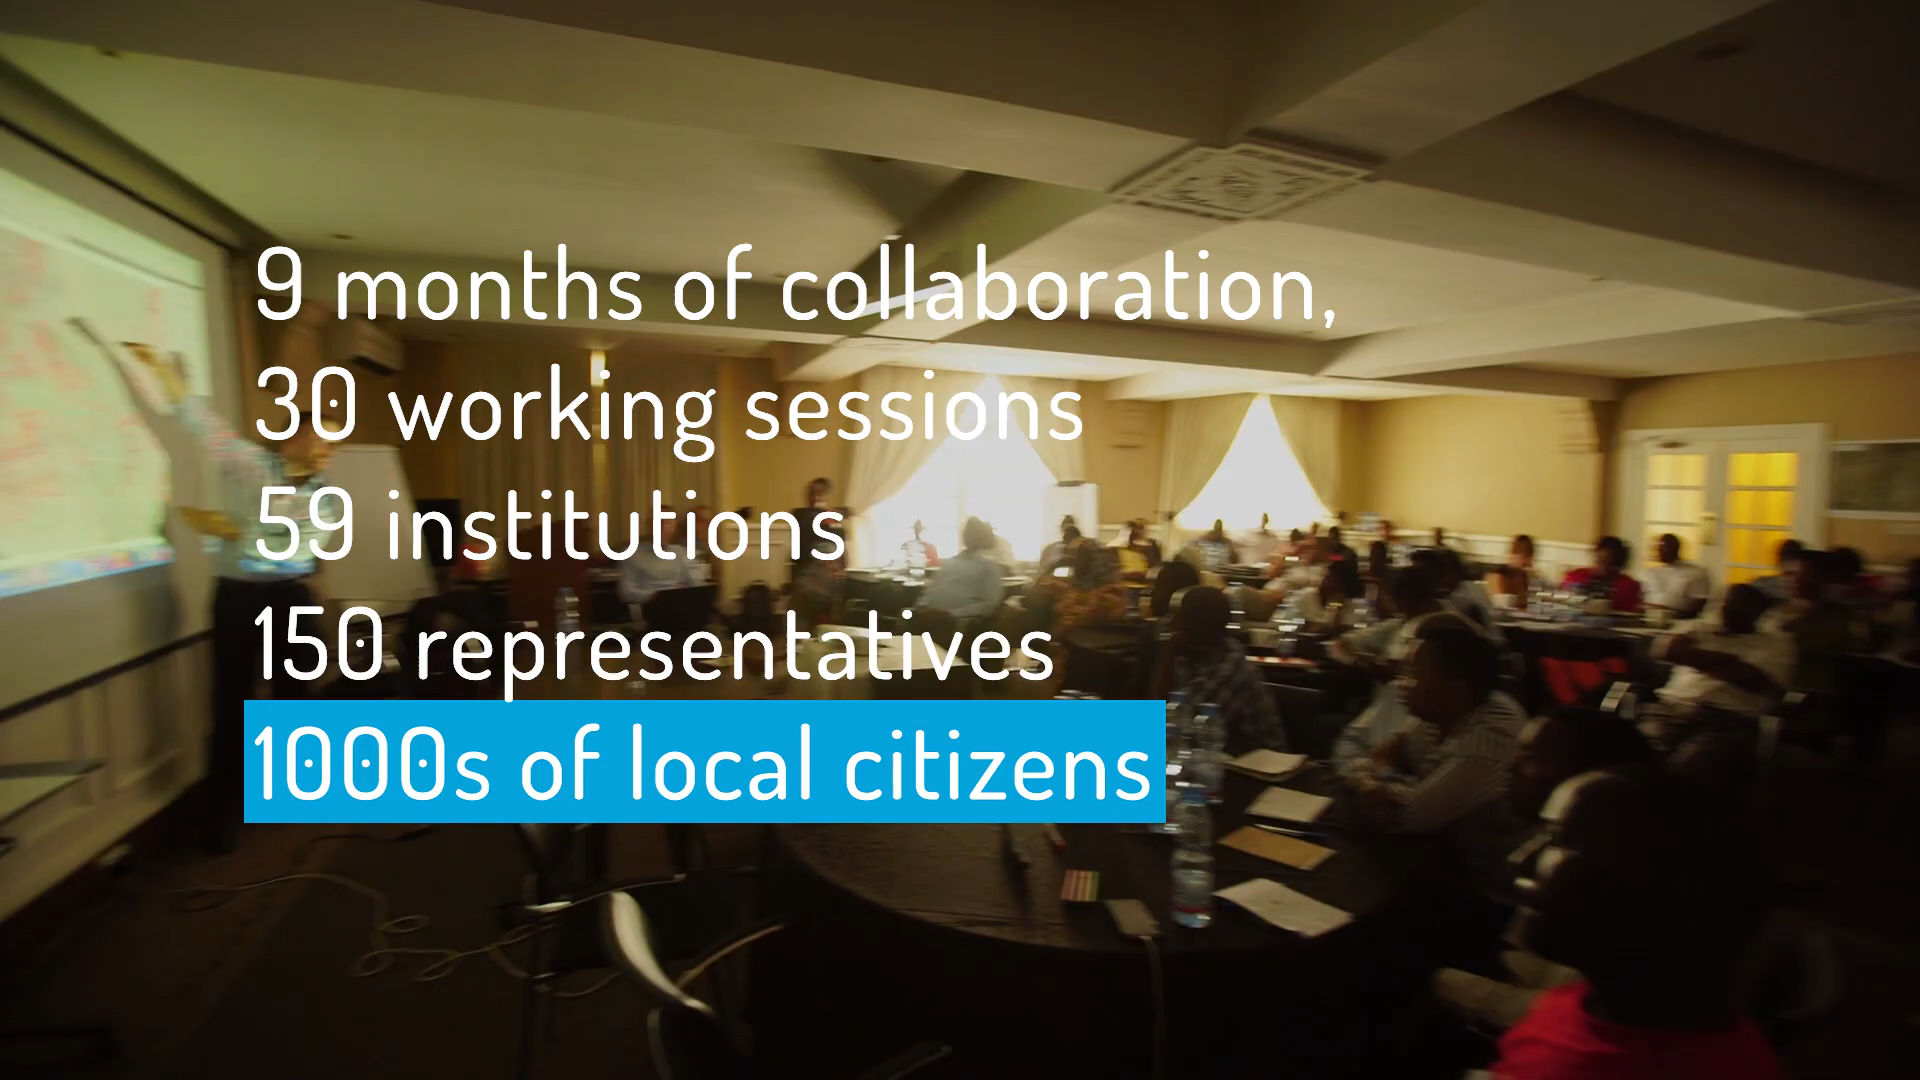 9 months of collaboration,
30 working sessions
59 institutions
150 representatives
1000s of local citizens